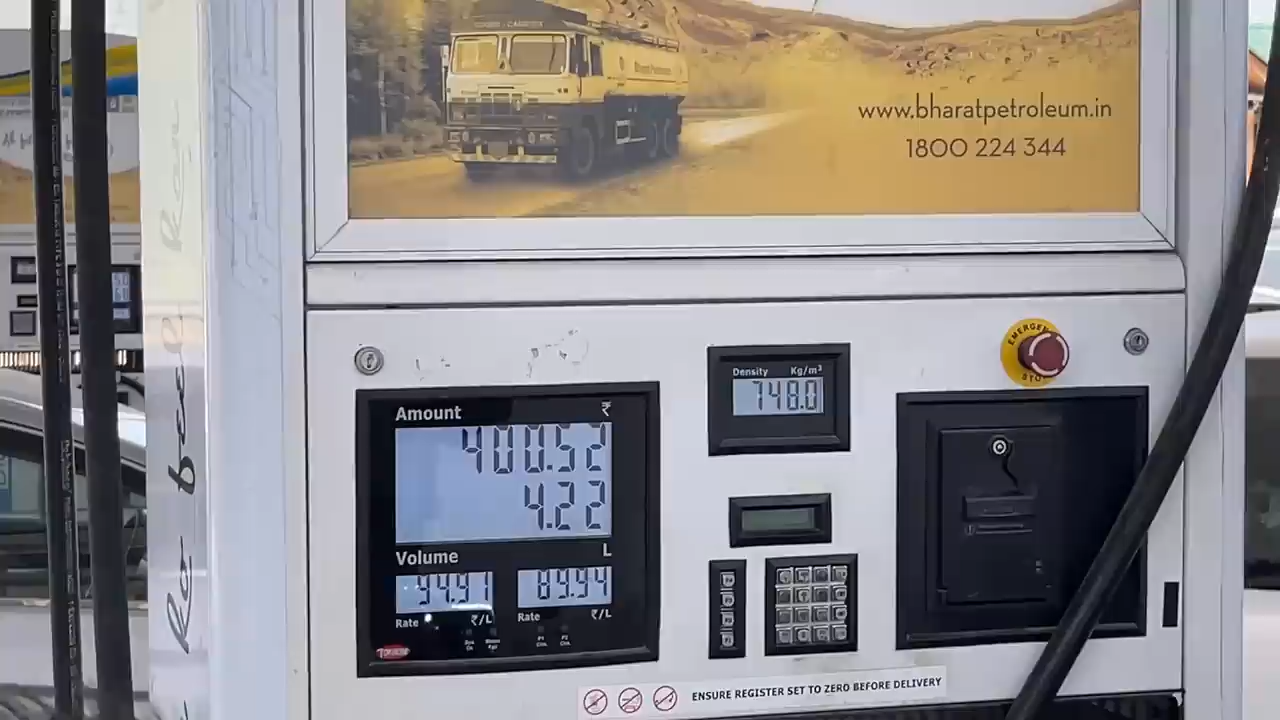 www.bharatpetroleum.in
1800 224 344
EMERGENCY
STOP
Density Kg/m³
748.0
Amount ₹
400.52
4.22
Volume L
94.91 89.94
Rate ₹/L Rate ₹/L
TOKHEIM
ENSURE REGISTER SET TO ZERO BEFORE DELIVERY